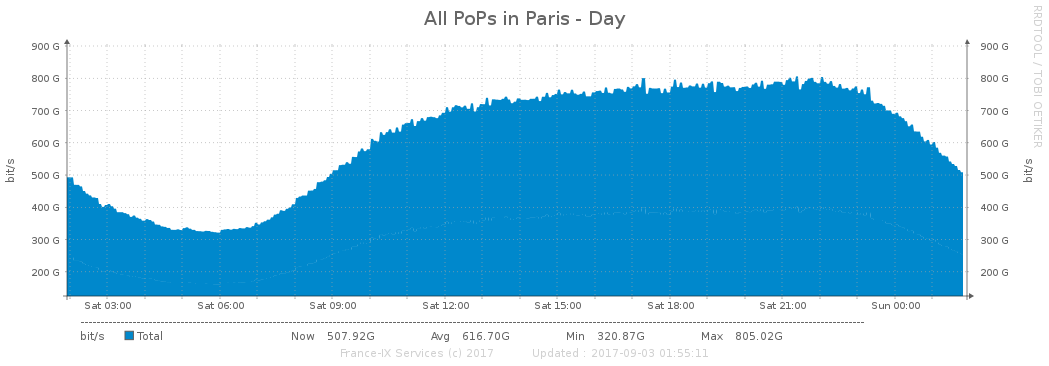 All PoPs in Paris - Day
RRDTOOL / TOBI OETIKER
900 G 900 G
800 G 800 G
700 G 700 G
600 G 600 G
500 G 500 G
400 G 400 G
300 G 300 G
200 G 200 G
bit/s bit/s
Sat 03:00 Sat 06:00 Sat 09:00 Sat 12:00 Sat 15:00 Sat 18:00 Sat 21:00 Sun 00:00
bit/s Total Now 507.92G Avg 616.70G Min 320.87G Max 805.02G
France-IX Services (c) 2017 Updated : 2017-09-03 01:55:11